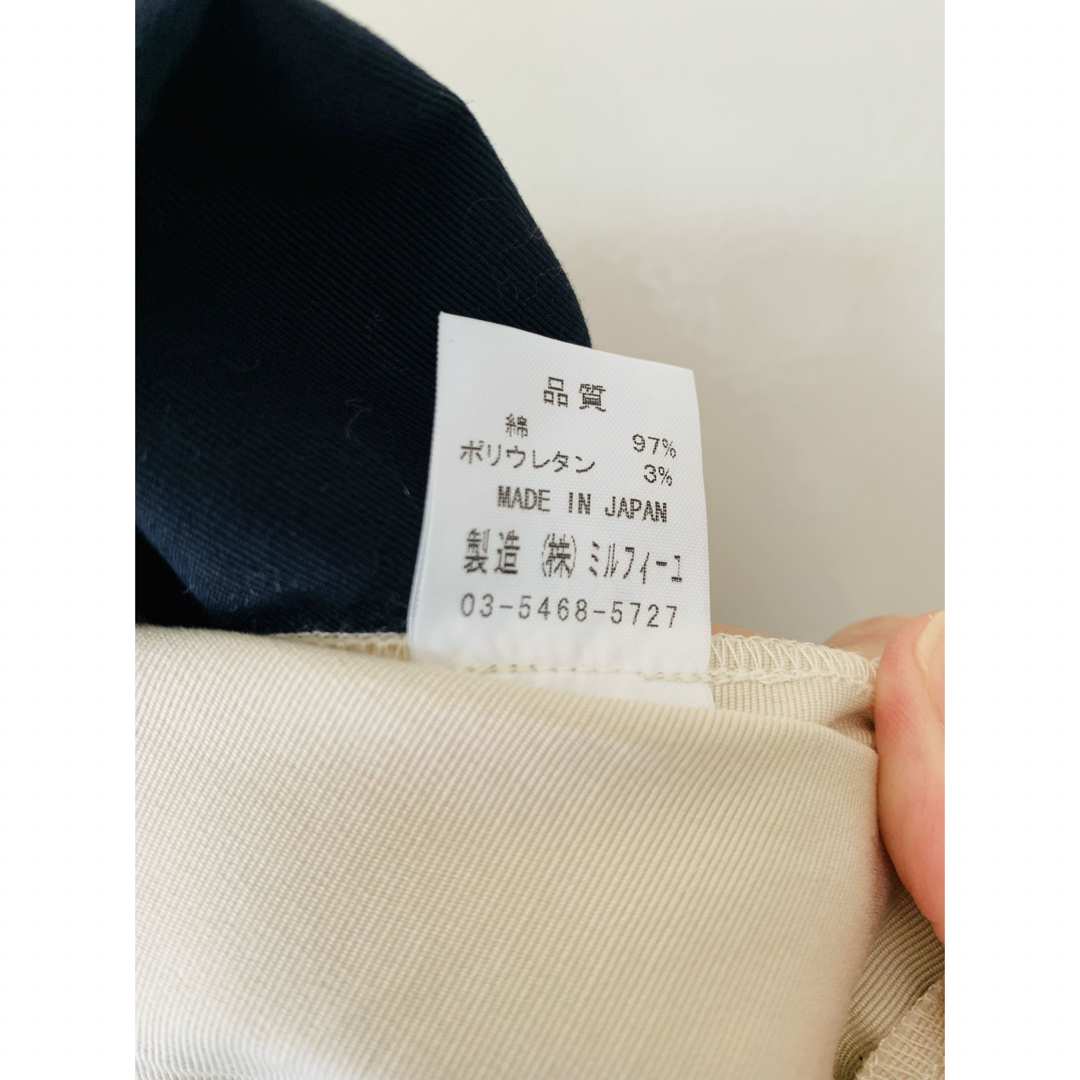 品質
綿 97%
ポリウレタン 3%
MADE IN JAPAN
製造 (株)ミルフィーユ
03-5468-5727